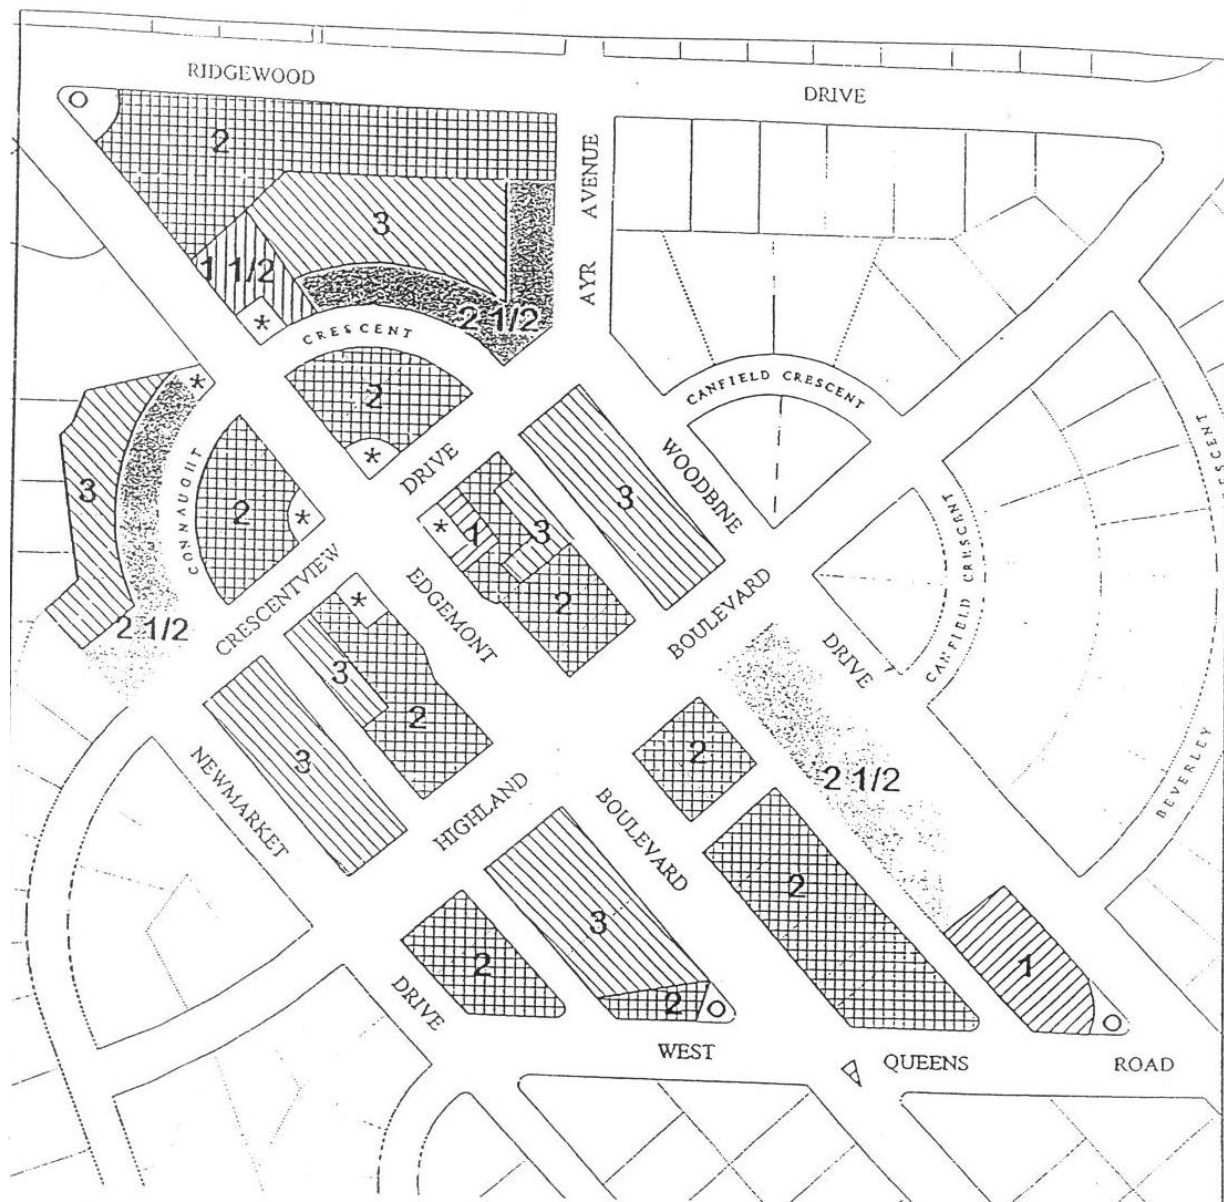 RIDGEWOOD
DRIVE
AVENUE
AYR
2
3
1 1/2
2 1/2
*
CRESCENT
2
*
CANFIELD CRESCENT
*
CONNAUGHT
3
2
*
2 1/2
DRIVE
WOODBINE
3
3
*
1
2
CRESCENTVIEW
EDGEMONT
BOULEVARD
DRIVE
CANFIELD CRESCENT
CRESCENT
BEVERLEY
*
3
2
3
NEWMARKET
HIGHLAND
BOULEVARD
2
2 1/2
2
3
2
2
1
DRIVE
WEST
QUEENS
ROAD